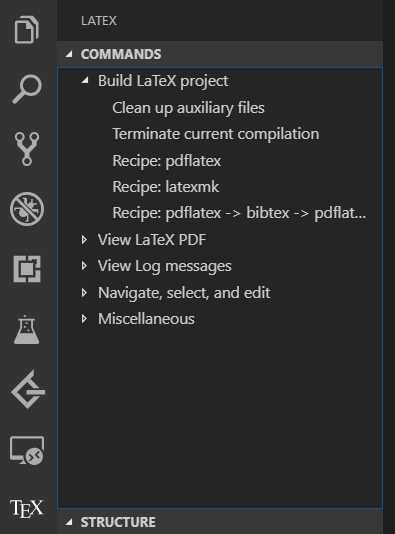 LATEX
COMMANDS
Build LaTeX project
Clean up auxiliary files
Terminate current compilation
Recipe: pdflatex
Recipe: latexmk
Recipe: pdflatex -> bibtex -> pdflat...
View LaTeX PDF
View Log messages
Navigate, select, and edit
Miscellaneous
TEX
STRUCTURE